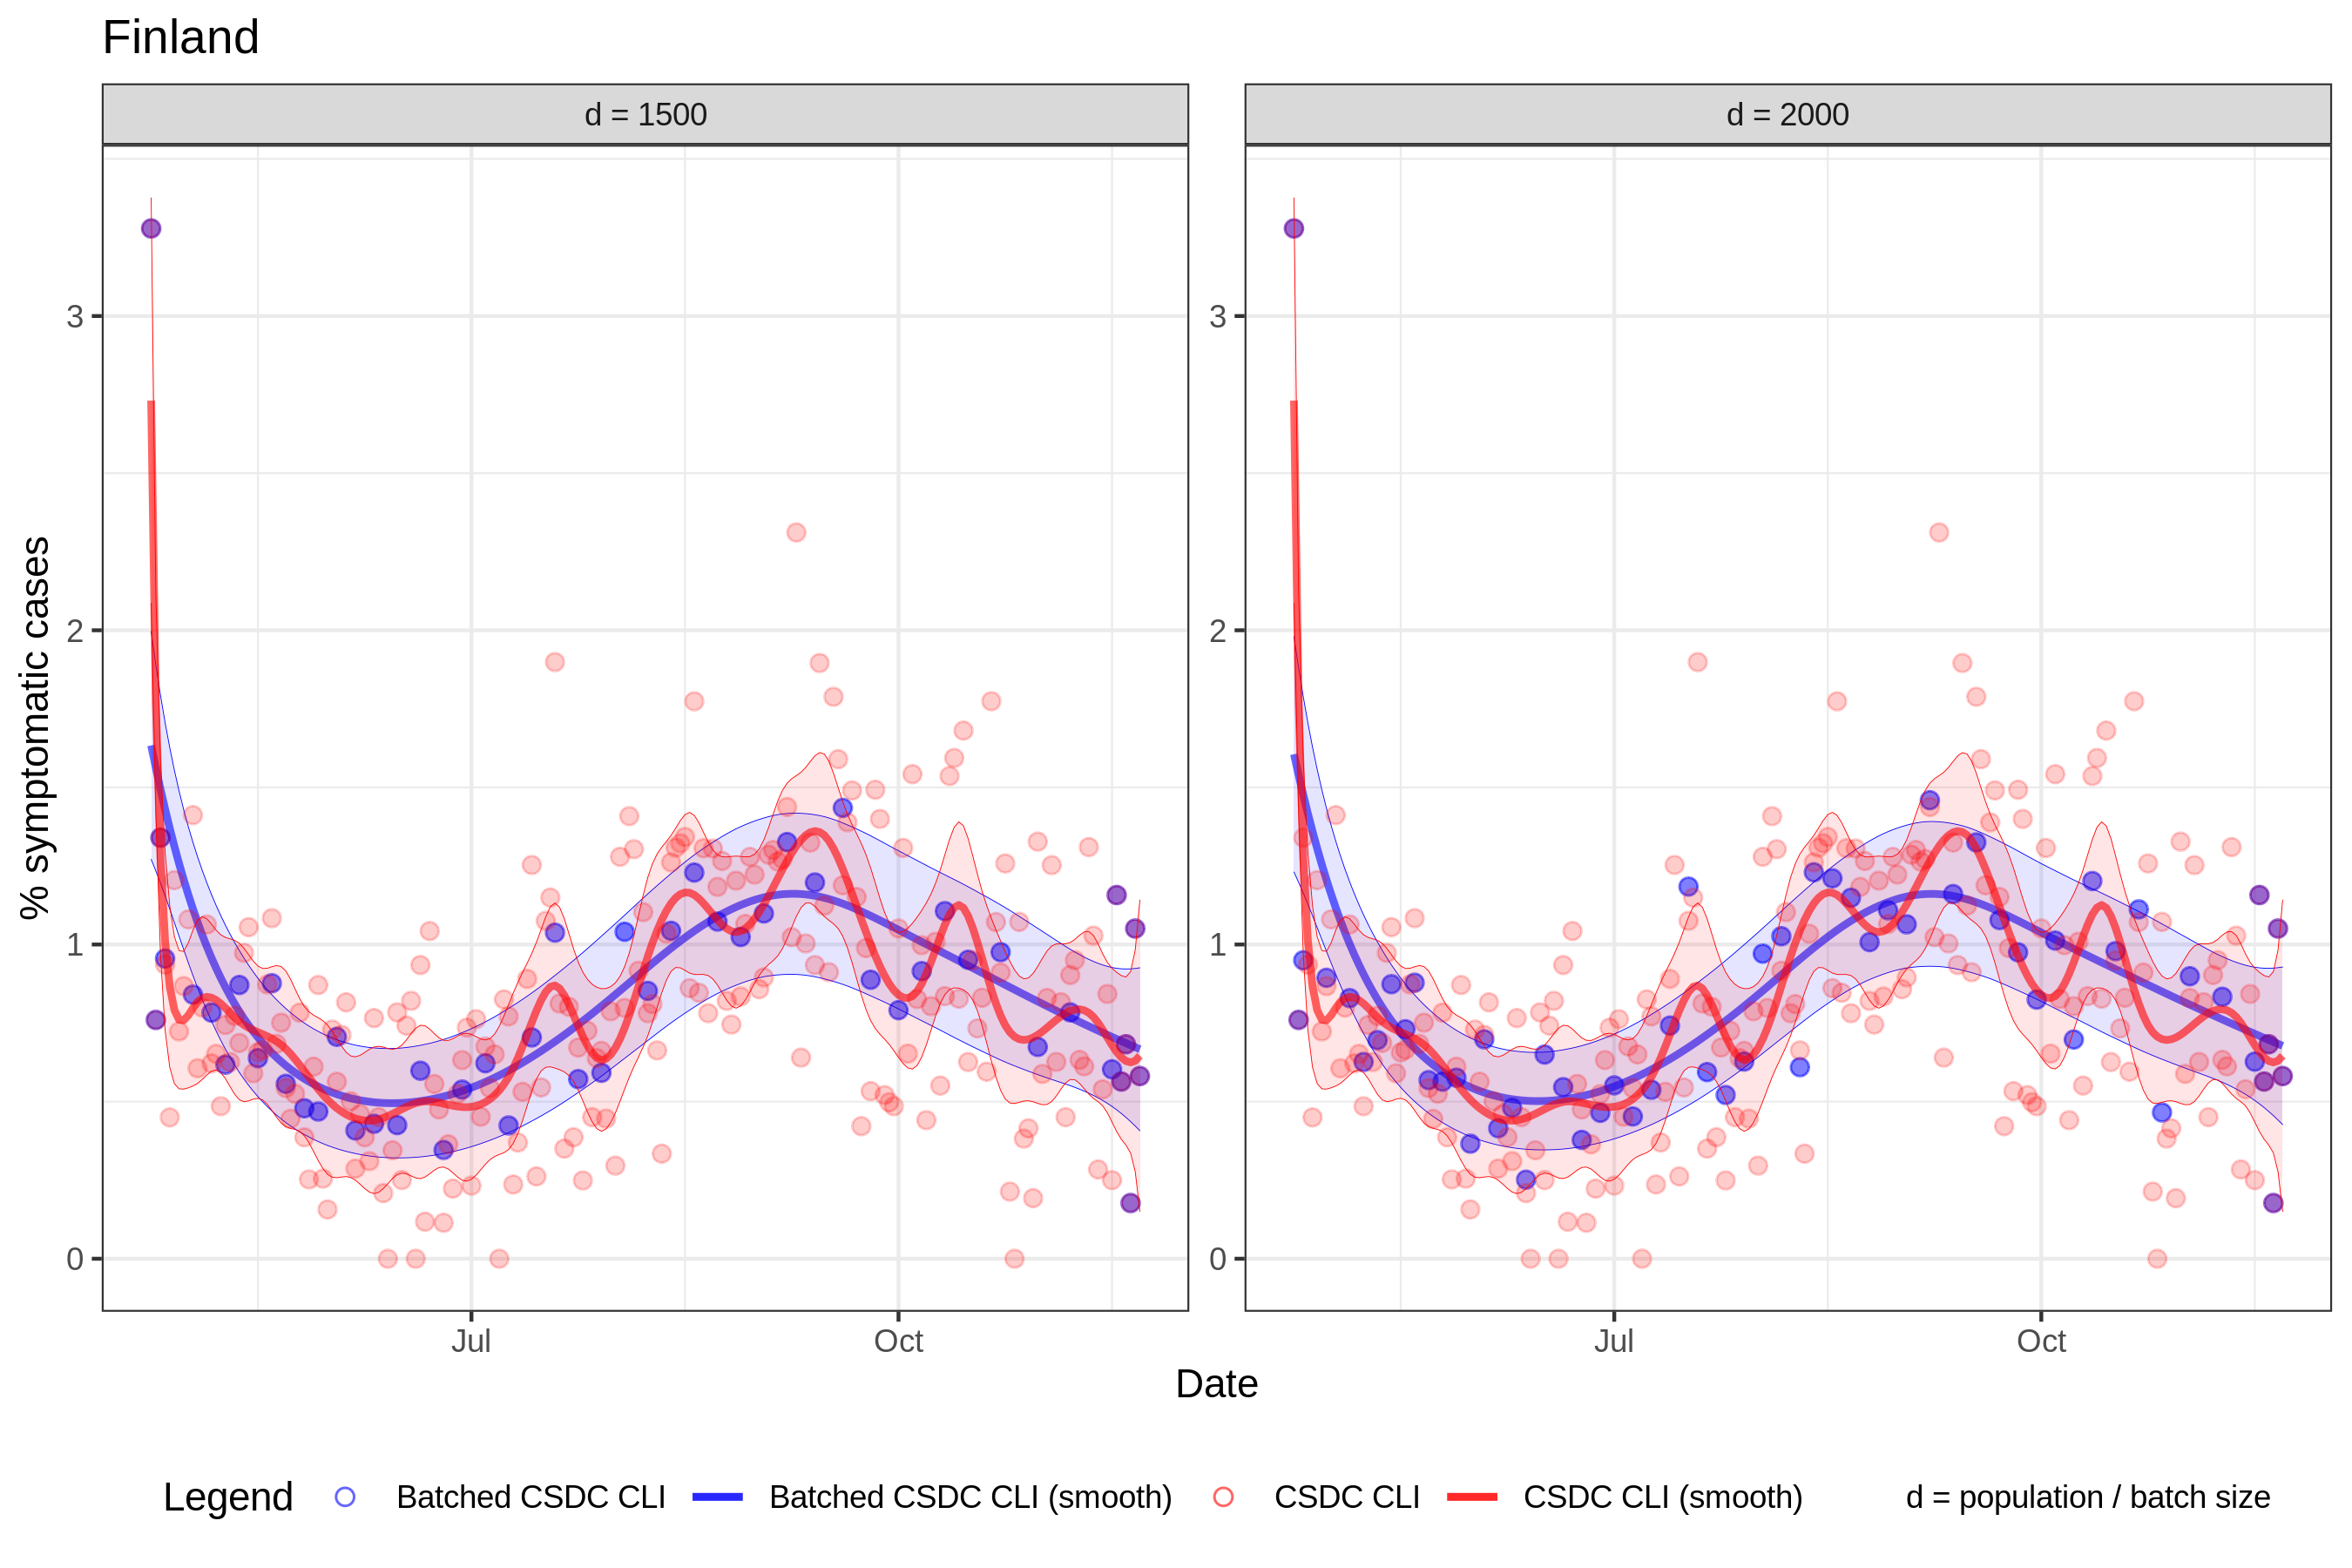 Finland
d = 1500
d = 2000
% symptomatic cases
3
2
1
0
3
2
1
0
Jul
Oct
Jul
Oct
Date
Legend
Batched CSDC CLI
Batched CSDC CLI (smooth)
CSDC CLI
CSDC CLI (smooth)
d = population / batch size